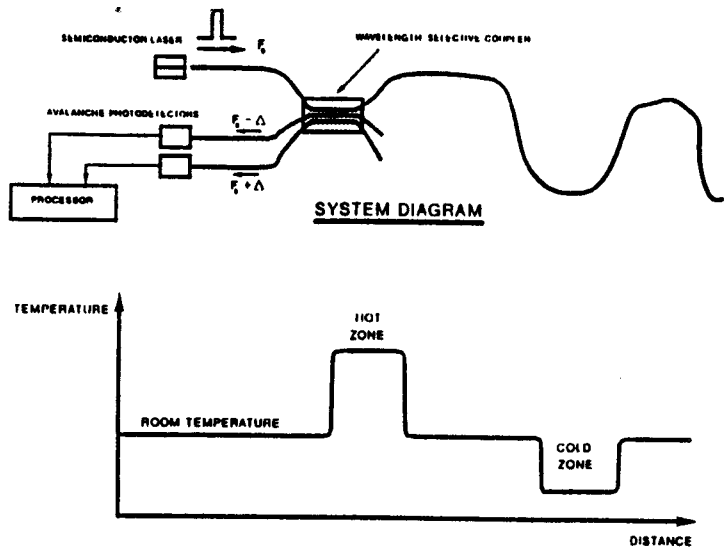 SEMICONDUCTOR LASER
F₀
WAVELENGTH SELECTIVE COUPLER
AVALANCHE PHOTODETECTORS
F₀ - Δ
F₀ + Δ
PROCESSOR
SYSTEM DIAGRAM
TEMPERATURE
HOT
ZONE
ROOM TEMPERATURE
COLD
ZONE
DISTANCE